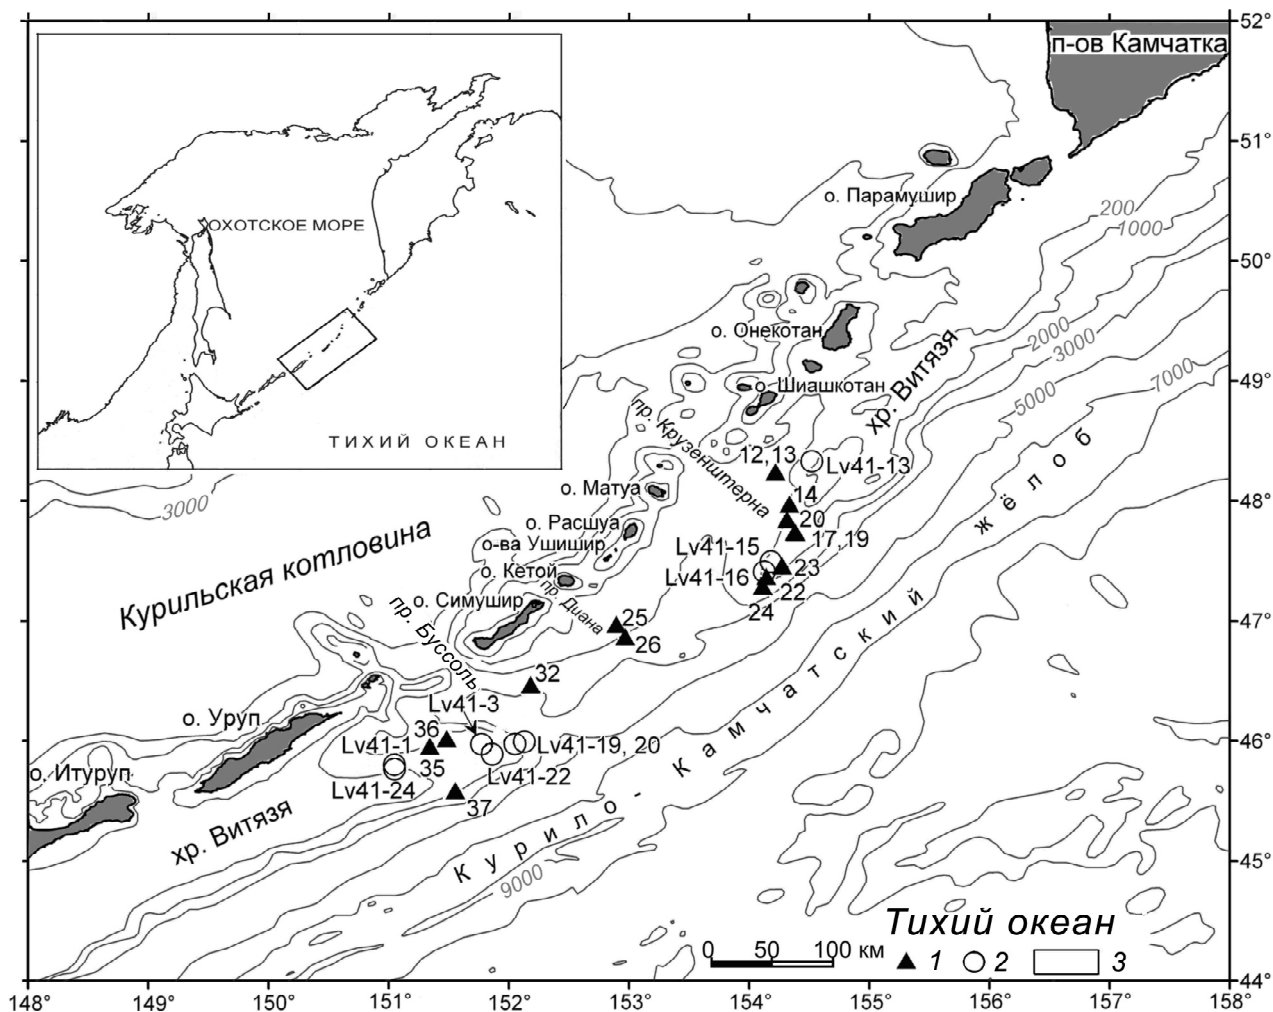 52°
п-ов Камчатка
51°
о. Парамушир
200
1000
ОХОТСКОЕ МОРЕ
50°
о. Онекотан
хр. Витязя
2000
3000
5000
7000
49°
о. Шиашкотан
пр. Крузенштерна
ТИХИЙ ОКЕАН
12,13
Lv41-13
о. Матуа
14
3000
48°
о. Расшуа
20
17,19
о-ва Ушишир
Lv41-15
Курильская котловина
о. Кетой
Lv41-16
23
22
24
пр. Диана
о. Симушир
25
26
47°
пр. Буссоль
32
Lv41-3
о. Уруп
36
Lv41-1
35
Lv41-19, 20
46°
о. Итуруп
Lv41-22
Lv41-24
37
хр. Витязя
Курило-Камчатский жёлоб
45°
9000
Тихий океан
0 50 100 км
1 2 3
44°
148° 149° 150° 151° 152° 153° 154° 155° 156° 157° 158°